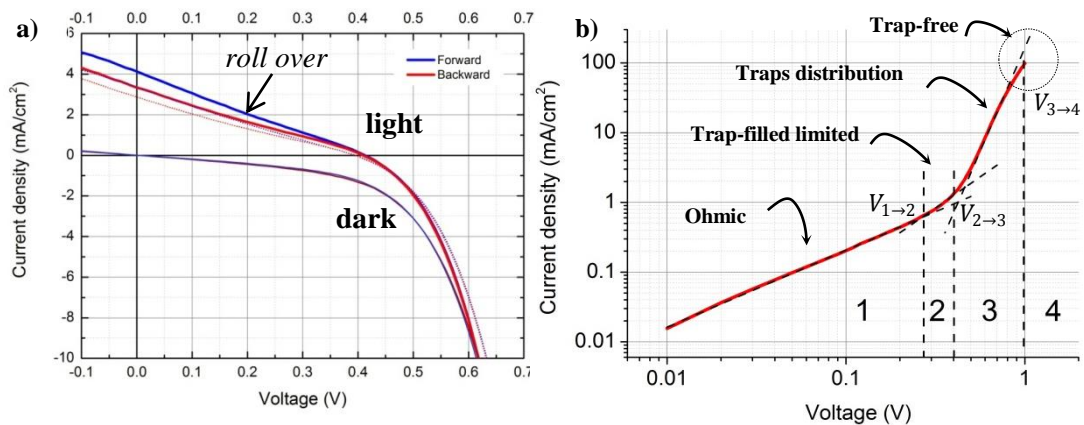 a)
0.0 0.1 0.2 0.3 0.4 0.5 0.6 0.7
6
4
2
0
-2
-4
-6
-8
-10
Current density (mA/cm²)
roll over
Forward
Backward
light
dark
-0.1 0.0 0.1 0.2 0.3 0.4 0.5 0.6 0.7
Voltage (V)
b)
Trap-free
Traps distribution
Trap-filled limited
Ohmic
V3→4
V1→2
V2→3
100
10
1
0.1
0.01
Current density (mA/cm²)
1 2 3 4
0.01 0.1 1
Voltage (V)